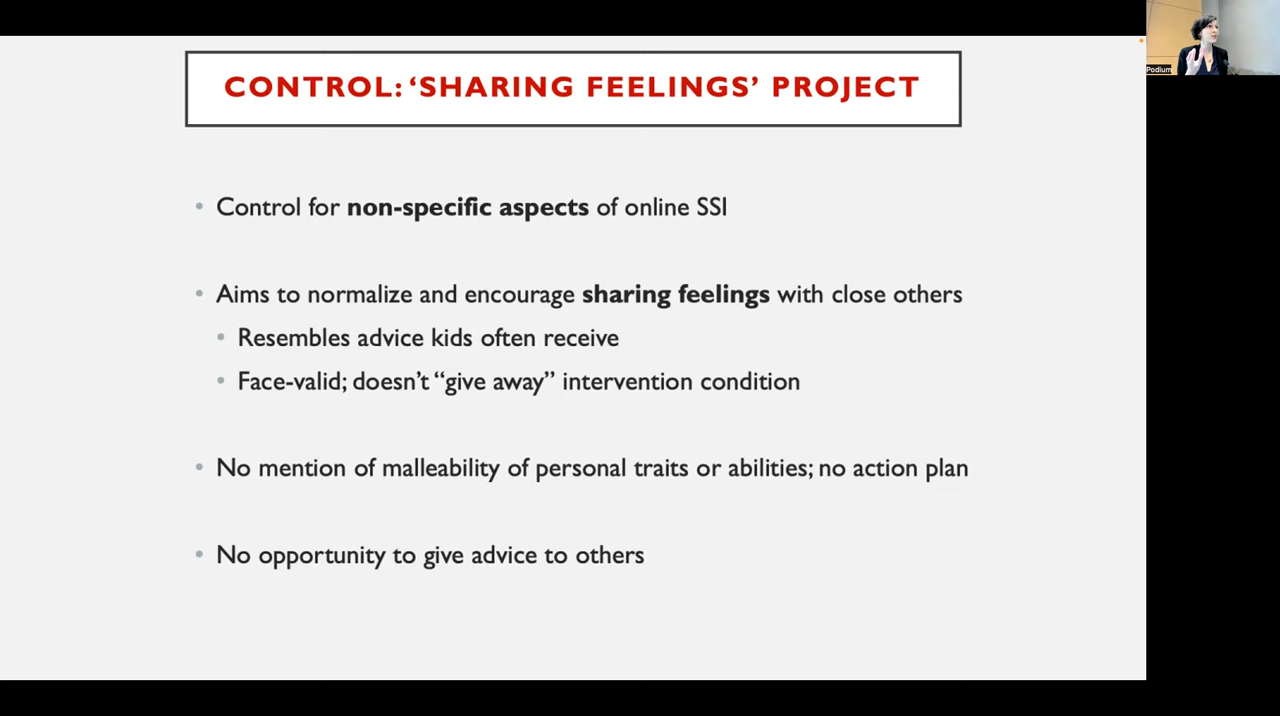 CONTROL: ‘SHARING FEELINGS’ PROJECT
Podium
• Control for non-specific aspects of online SSI
• Aims to normalize and encourage sharing feelings with close others
• Resembles advice kids often receive
• Face-valid; doesn’t “give away” intervention condition
• No mention of malleability of personal traits or abilities; no action plan
• No opportunity to give advice to others